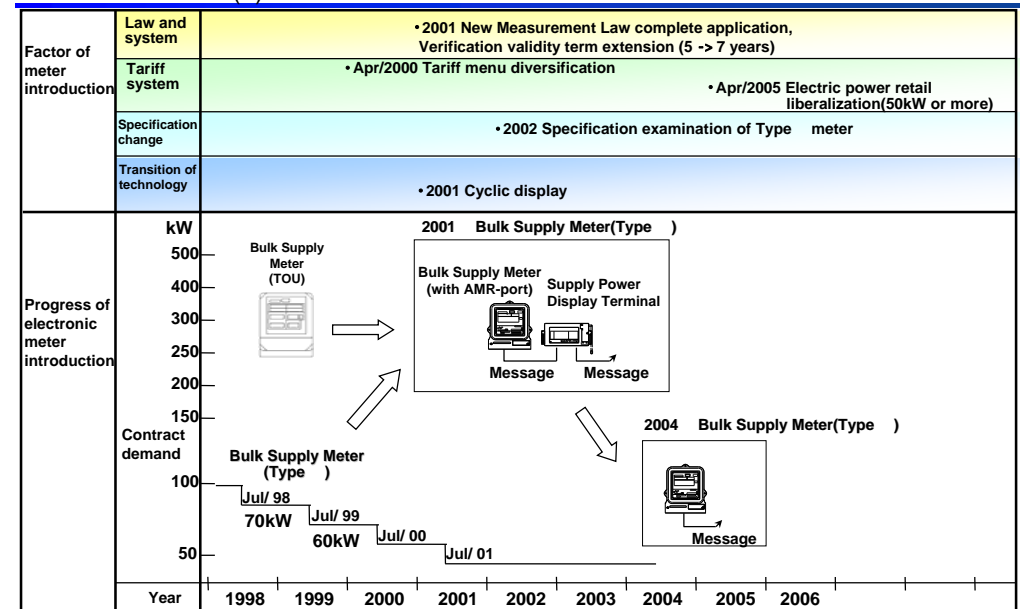 Factor of
meter
introduction
Law and
system
•2001 New Measurement Law complete application,
Verification validity term extension (5 -> 7 years)
Tariff
system
•Apr/2000 Tariff menu diversification
•Apr/2005 Electric power retail
liberalization(50kW or more)
Specification
change
•2002 Specification examination of Type meter
Transition of
technology
•2001 Cyclic display
Progress of
electronic
meter
introduction
kW
500
400
300
250
200
150
Contract
demand
100
50
Bulk Supply
Meter
(TOU)
2001 Bulk Supply Meter(Type )
Bulk Supply Meter
(with AMR-port)
Supply Power
Display Terminal
Message Message
Bulk Supply Meter
(Type )
2004 Bulk Supply Meter(Type )
Message
Jul/ 98
70kW
Jul/ 99
60kW
Jul/ 00
Jul/ 01
Year 1998 1999 2000 2001 2002 2003 2004 2005 2006